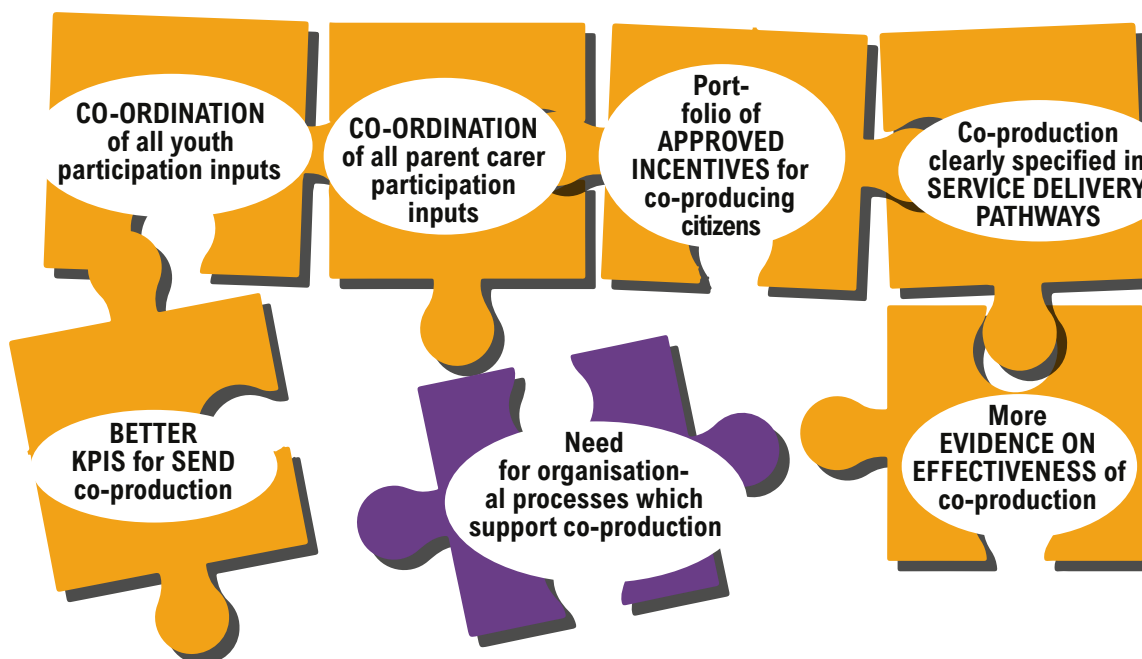 CO-ORDINATION
of all youth
participation inputs
CO-ORDINATION
of all parent carer
participation
inputs
Port-
folio of
APPROVED
INCENTIVES for
co-producing
citizens
Co-production
clearly specified in
SERVICE DELIVERY
PATHWAYS
BETTER
KPIS for SEND
co-production
Need
for organisation-
al processes which
support co-production
More
EVIDENCE ON
EFFECTIVENESS of
co-production